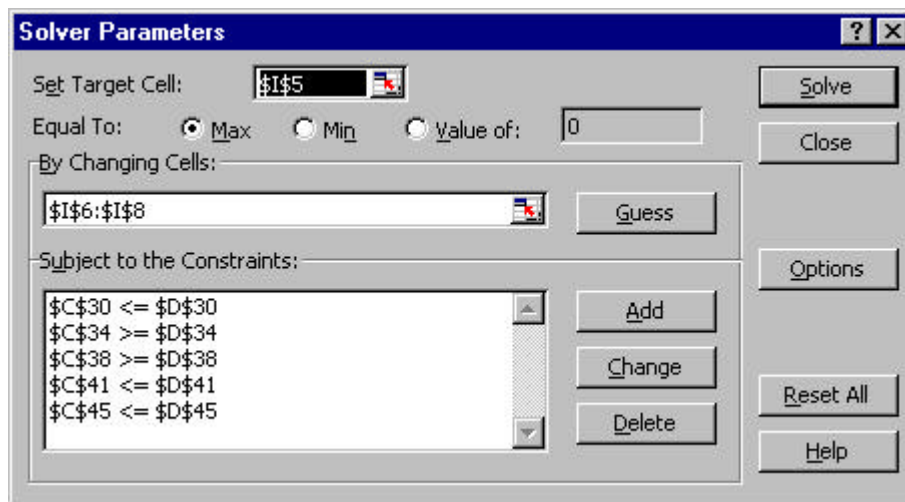 Solver Parameters ? X
Set Target Cell: $I$5 Solve
Equal To: Max Min Value of: 0
Close
By Changing Cells:
$I$6:$I$8 Guess
Subject to the Constraints: Options
$C$30 <= $D$30 Add
$C$34 >= $D$34
$C$38 >= $D$38 Change
$C$41 <= $D$41 Reset All
$C$45 <= $D$45 Delete
Help